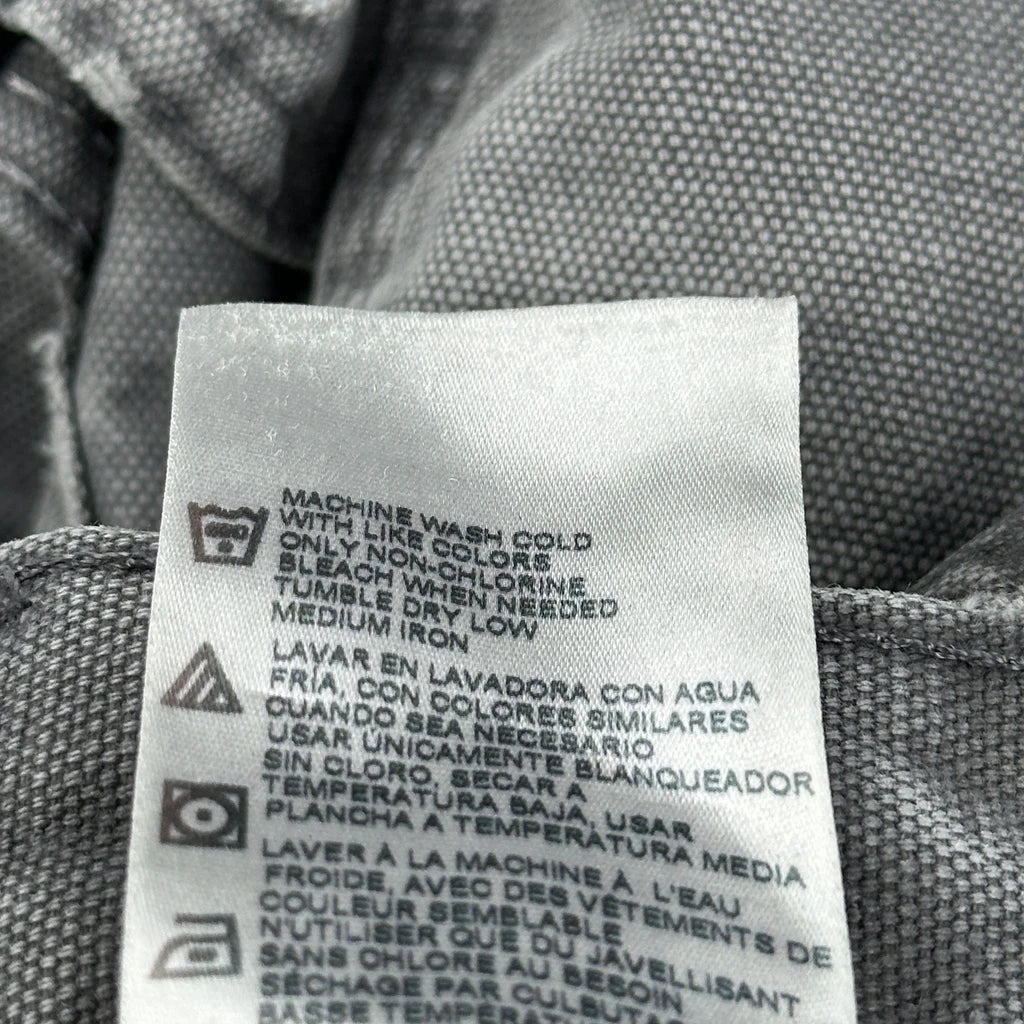 MACHINE WASH COLD
WITH LIKE COLORS
ONLY NON-CHLORINE
BLEACH WHEN NEEDED
TUMBLE DRY LOW
MEDIUM IRON
LAVAR EN LAVADORA CON AGUA
FRÍA, CON COLORES SIMILARES
CUANDO SEA NECESARIO
USAR ÚNICAMENTE BLANQUEADOR
SIN CLORO, SECAR A
TEMPERATURA BAJA, USAR
PLANCHA A TEMPERATURA MEDIA
LAVER À LA MACHINE À L'EAU
FROIDE, AVEC DES VÊTEMENTS DE
COULEUR SEMBLABLE
N'UTILISER QUE DU JAVELLISANT
SANS CHLORE AU BESOIN
SÉCHAGE PAR CULBUTAGE
BASSE TEMPÉRATURE